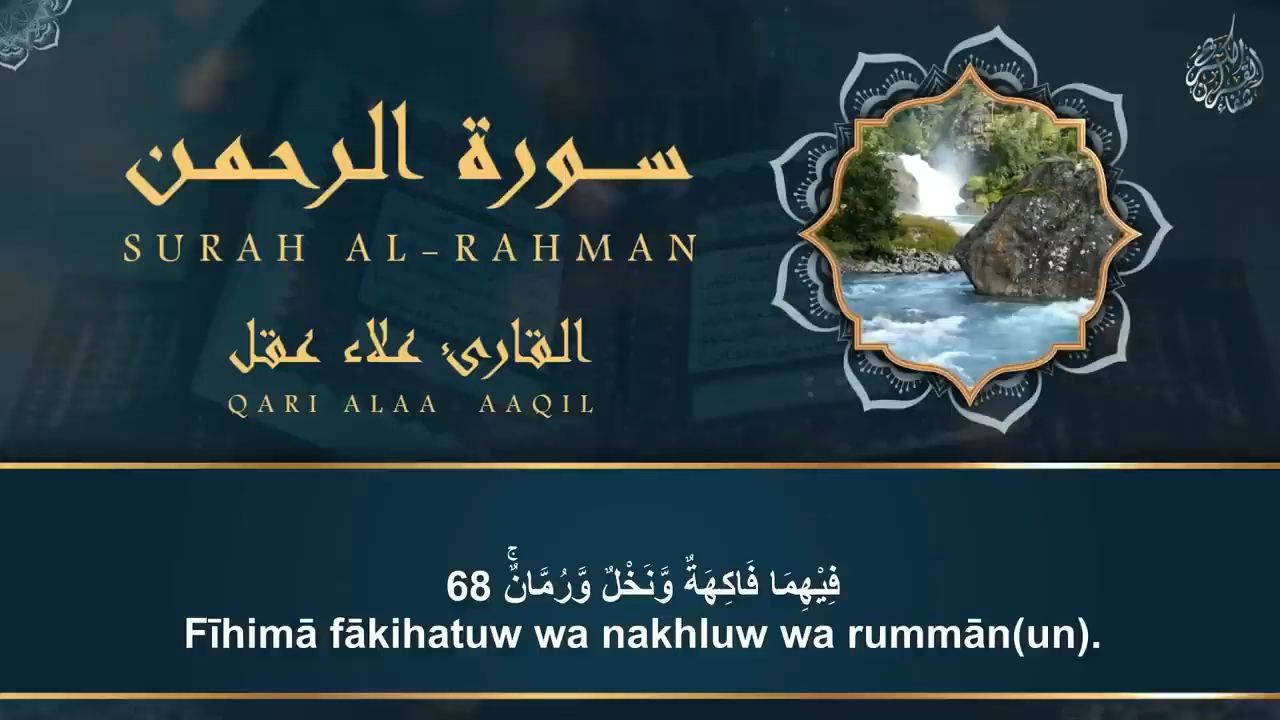 سورة الرحمن
SURAH AL-RAHMAN
القارئ علاء عقل
QARI ALAA AAQIL
فِيْهِمَا فَاكِهَةٌ وَّنَخْلٌ وَّرُمَّانٌۚ 68
Fīhimā fākihatuw wa nakhluw wa rummān(un).